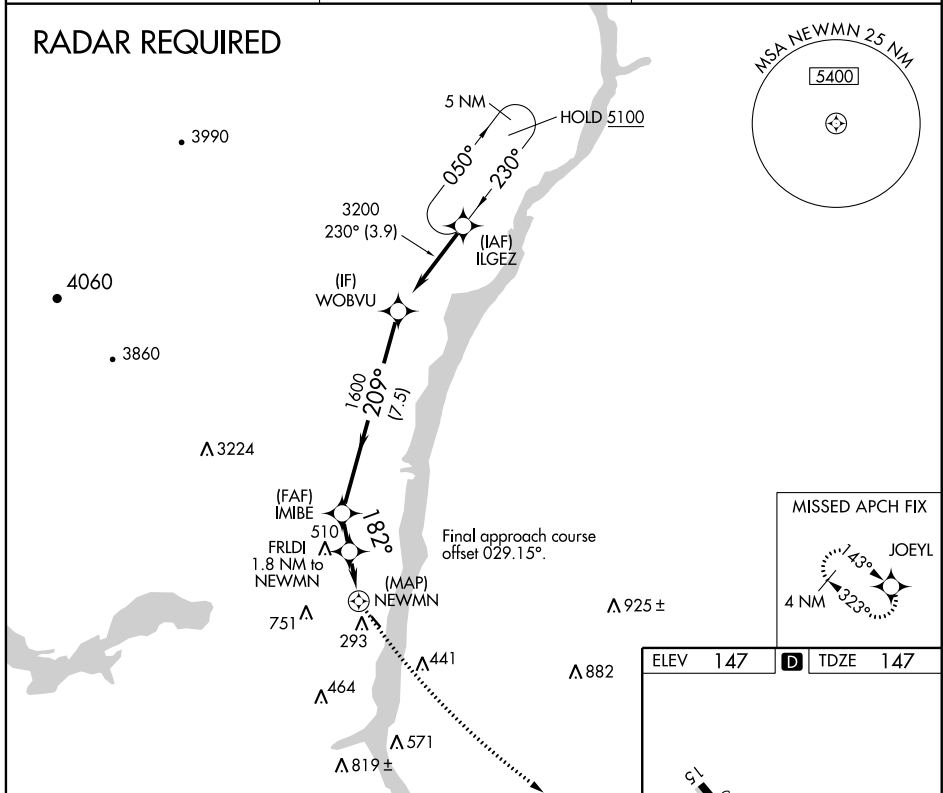 RADAR REQUIRED
MSA NEWMN 25 NM
5400
5 NM
HOLD 5100
3990
050°
230°
3200
230° (3.9)
(IAF)
ILGEZ
(IF)
WOBVU
4060
3860
1600
209°
(7.5)
3224
(FAF)
IMIBE
510
182°
FRLDI
1.8 NM to
NEWMN
Final approach course
offset 029.15°.
(MAP)
NEWMN
MISSED APCH FIX
JOEYL
143°
4 NM
323°
751
293
925 ±
441
882
464
571
819 ±
ELEV 147 D TDZE 147
15